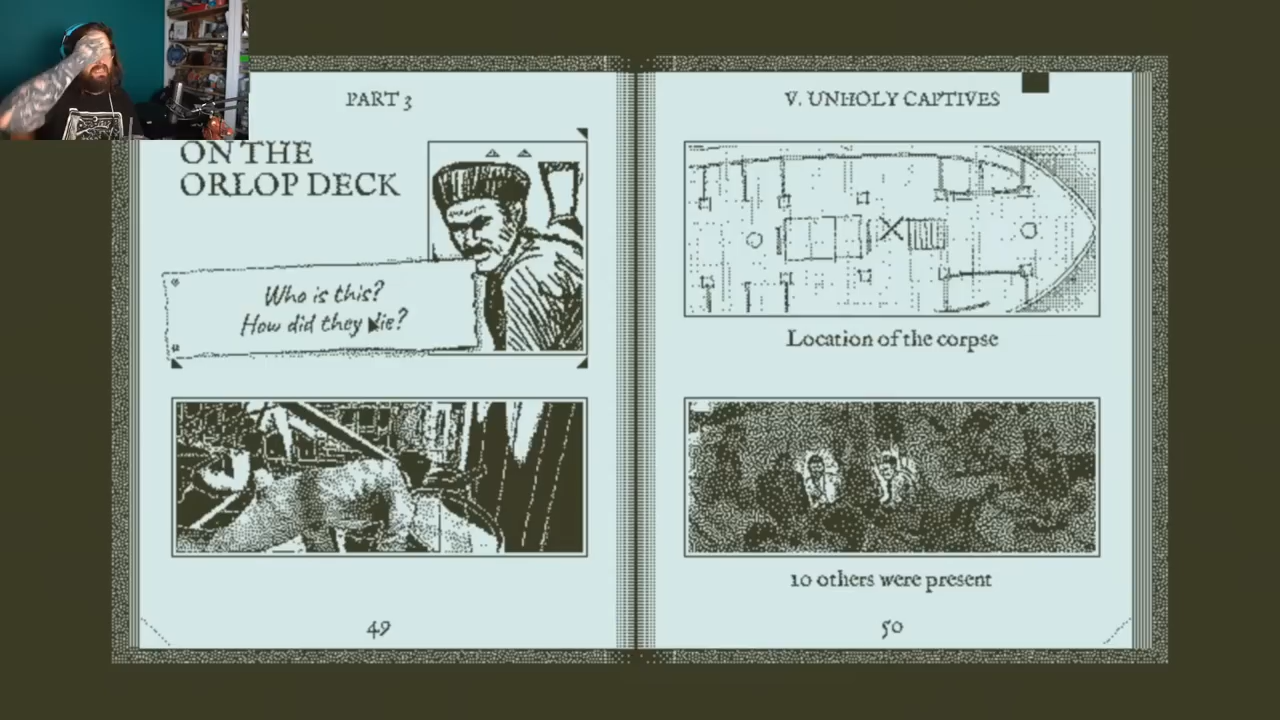 PART 3
ON THE
ORLOP DECK
Who is this?
How did they die?
49
V. UNHOLY CAPTIVES
Location of the corpse
10 others were present
50